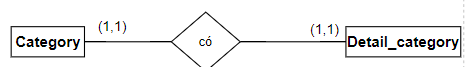 (1,1) (1,1)
Category có Detail_category